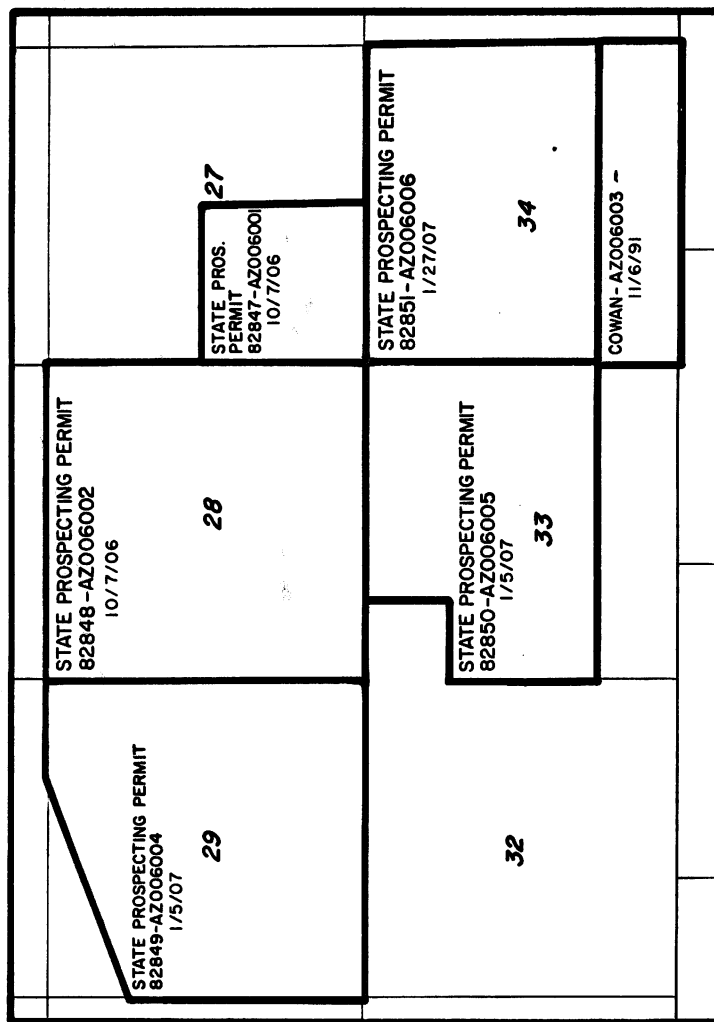 STATE PROSPECTING PERMIT
82849-AZ006004
1/5/07
29
STATE PROSPECTING PERMIT
82848-AZ006002
10/7/06
28
STATE PROS.
PERMIT
82847-AZ006001
10/7/06
27
32
STATE PROSPECTING PERMIT
82850-AZ006005
1/5/07
33
STATE PROSPECTING PERMIT
82851-AZ006006
1/27/07
34
COWAN-AZ006003 -
11/6/91